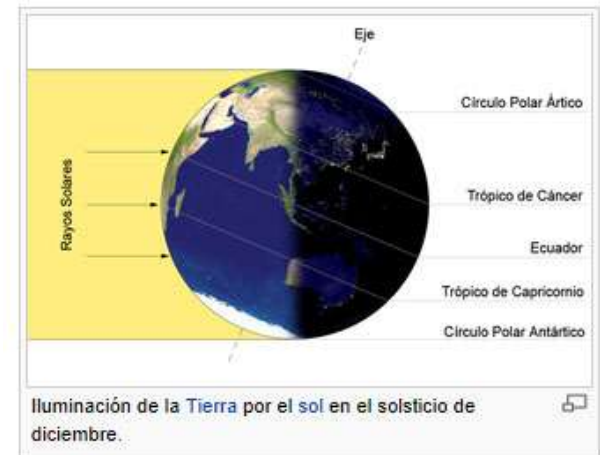 Eje
Círculo Polar Ártico
Rayos Solares
Trópico de Cáncer
Ecuador
Trópico de Capricornio
Círculo Polar Antártico
Iluminación de la Tierra por el sol en el solsticio de
diciembre.